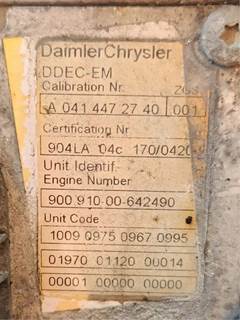 DaimlerChrysler
DDEC-EM
Calibration Nr. ZGS
A 041 447 27 40 001
Certification Nr
904LA 04c 170/0420
Unit Identif.
Engine Number
900 910-00-642490
Unit Code
1009 0975 0967 0995
01970 01120 00014
00001 00000 00000